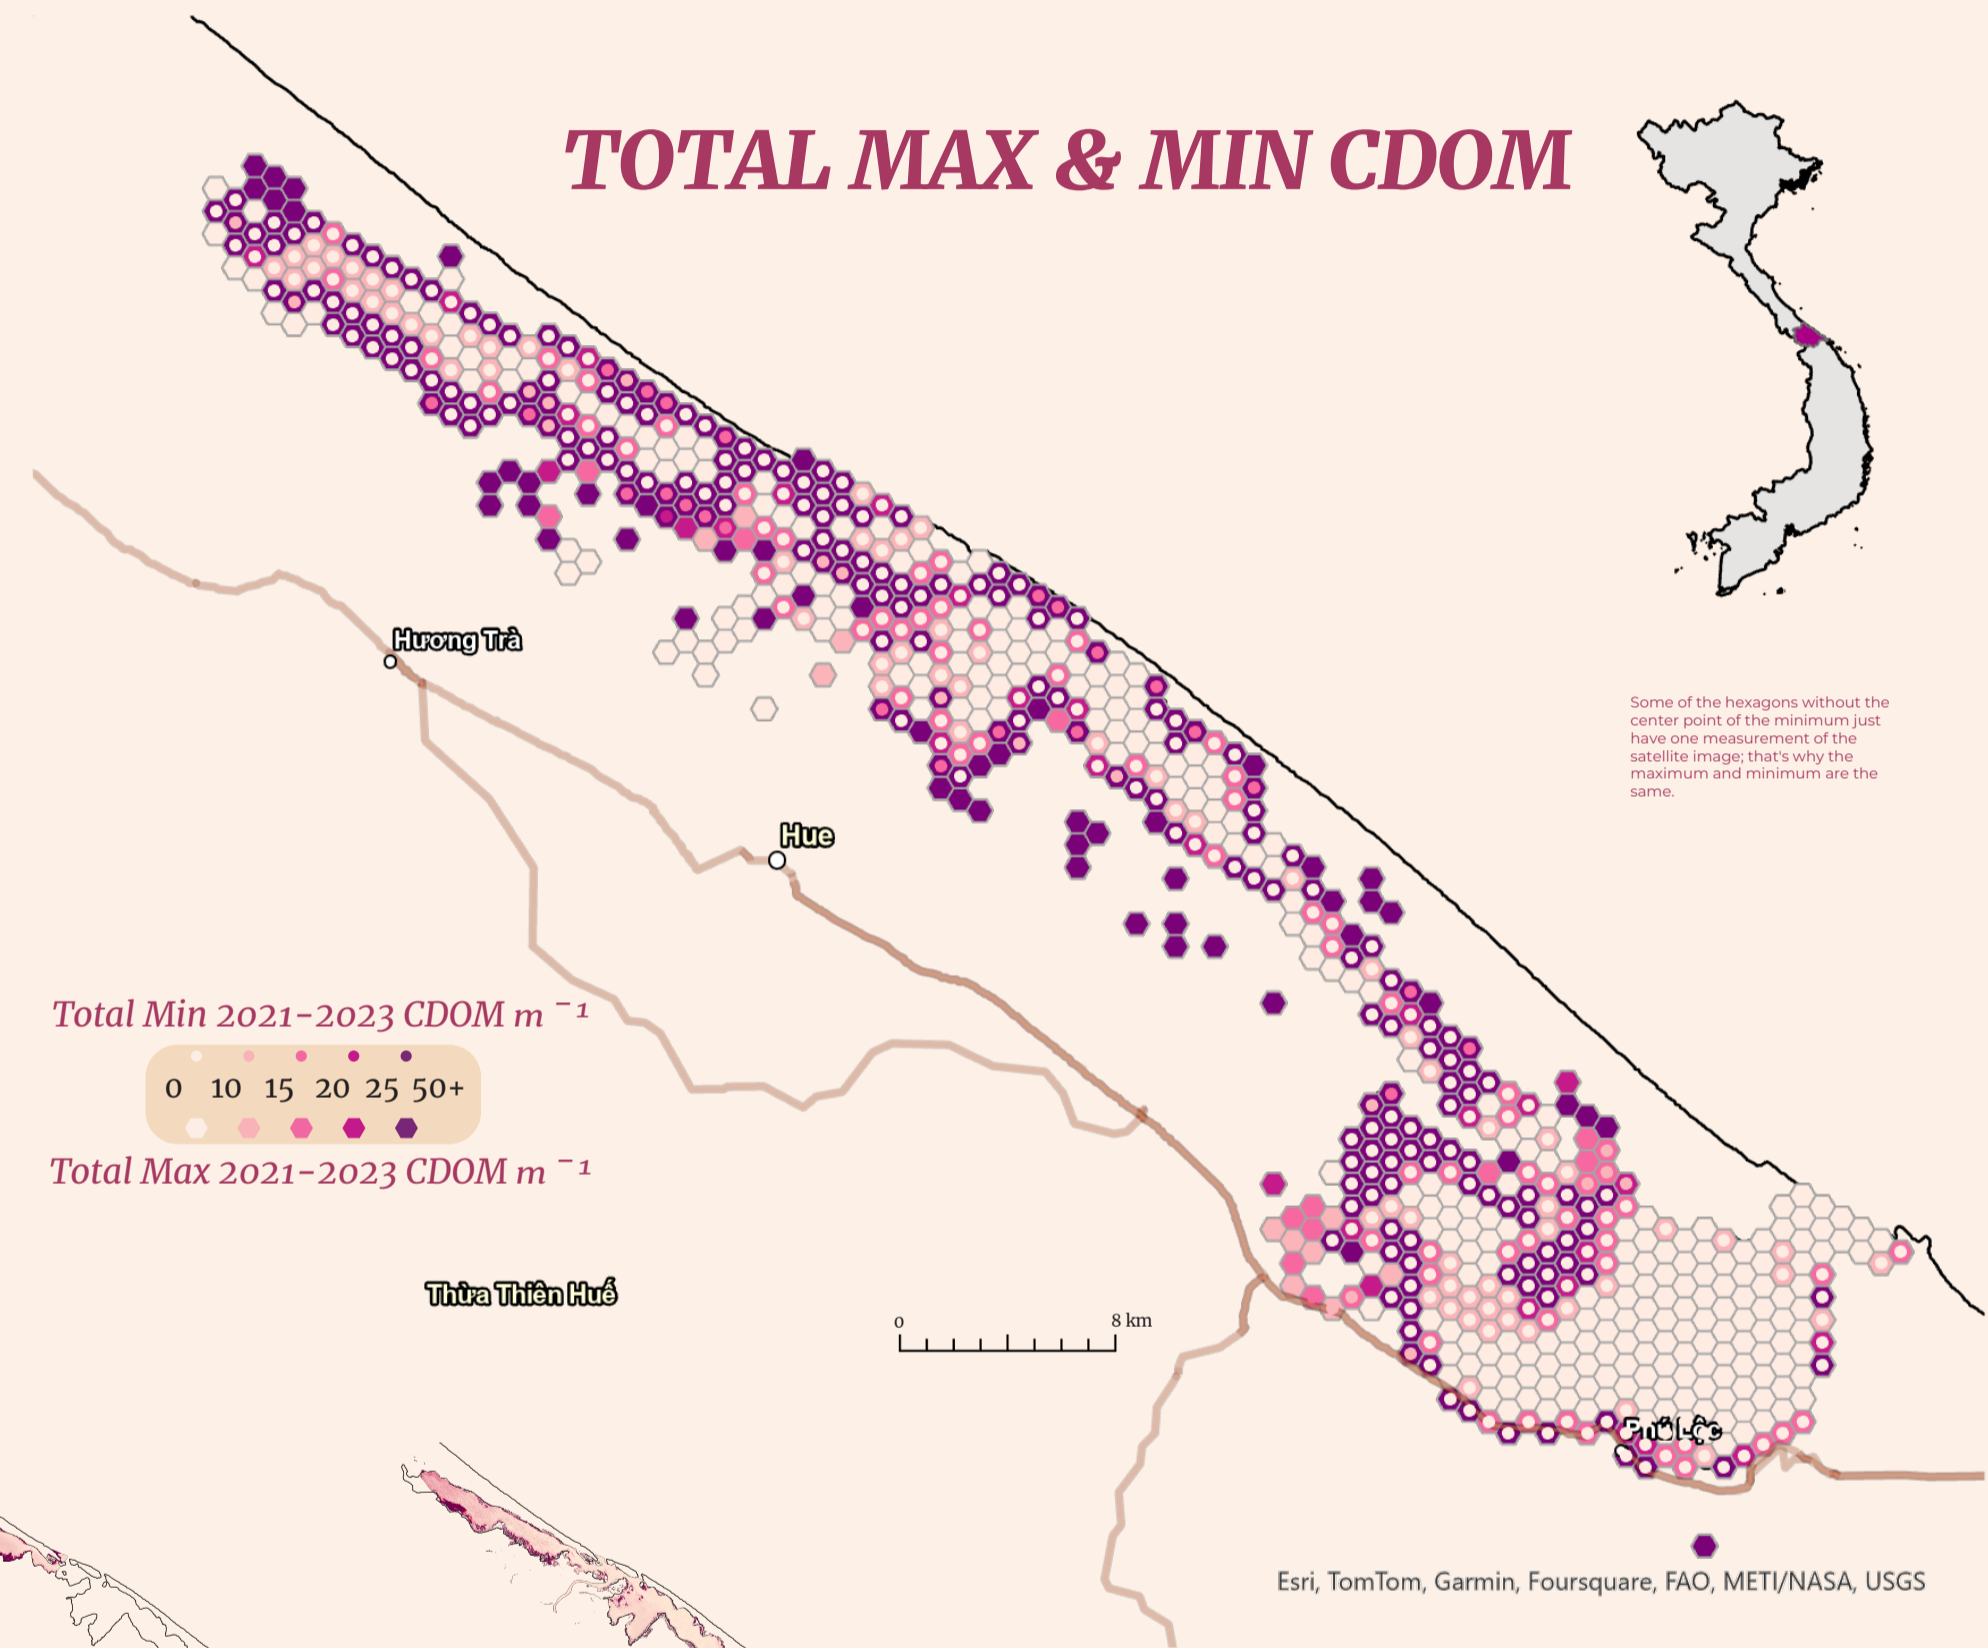 TOTAL MAX & MIN CDOM
Hương Trà
Some of the hexagons without the
center point of the minimum just
have one measurement of the
satellite image; that's why the
maximum and minimum are the
same.
Hue
Total Min 2021-2023 CDOM m ⁻¹
0 10 15 20 25 50+
Total Max 2021-2023 CDOM m ⁻¹
Thừa Thiên Huế
0 8 km
Phú Lộc
Esri, TomTom, Garmin, Foursquare, FAO, METI/NASA, USGS